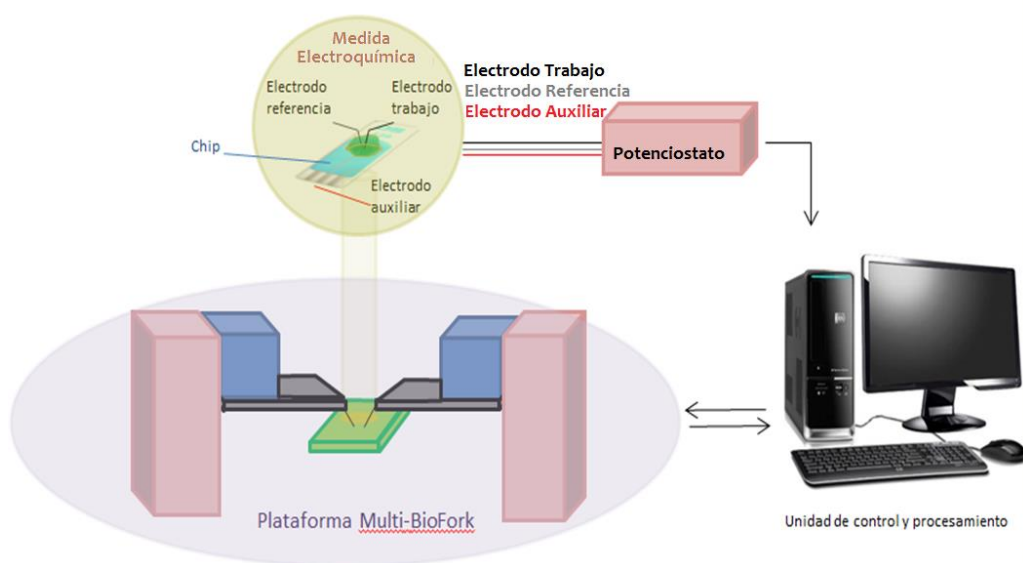 Medida
Electroquímica
Electrodo
referencia
Electrodo
trabajo
Chip
Electrodo
auxiliar
Electrodo Trabajo
Electrodo Referencia
Electrodo Auxiliar
Potenciostato
Plataforma Multi-BioFork
Unidad de control y procesamiento